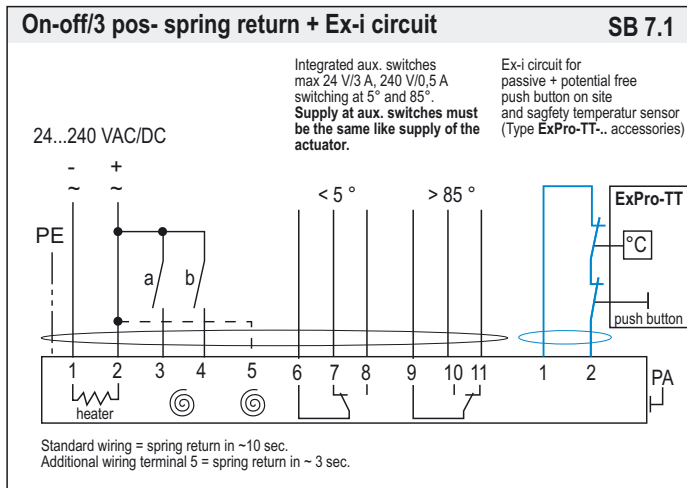 On-off/3 pos- spring return + Ex-i circuit
SB 7.1
Integrated aux. switches
max 24 V/3 A, 240 V/0,5 A
switching at 5° and 85°.
Supply at aux. switches must
be the same like supply of the
actuator.
Ex-i circuit for
passive + potential free
push button on site
and sagfety temperatur sensor
(Type ExPro-TT-.. accessories)
24...240 VAC/DC
- +
~ ~
< 5 °
> 85 °
ExPro-TT
PE
a
b
°C
push button
1 2 3 4 5 6 7 8 9 10 11 1 2
PA
heater
Standard wiring = spring return in ~10 sec.
Additional wiring terminal 5 = spring return in ~ 3 sec.